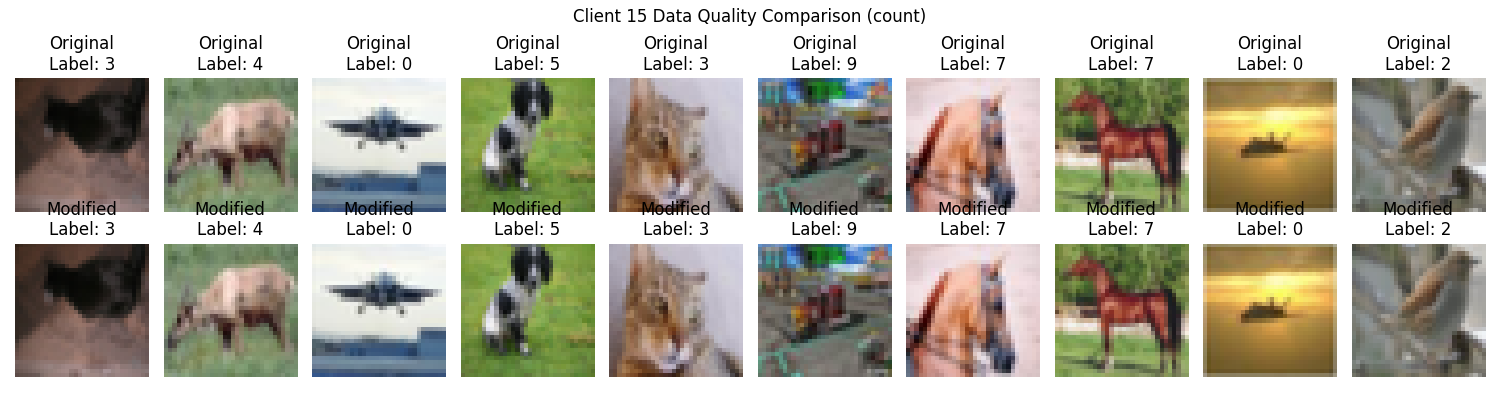 Client 15 Data Quality Comparison (count)
Original Original Original Original Original Original Original Original Original Original
Label: 3 Label: 4 Label: 0 Label: 5 Label: 3 Label: 9 Label: 7 Label: 7 Label: 0 Label: 2
Modified Modified Modified Modified Modified Modified Modified Modified Modified Modified
Label: 3 Label: 4 Label: 0 Label: 5 Label: 3 Label: 9 Label: 7 Label: 7 Label: 0 Label: 2